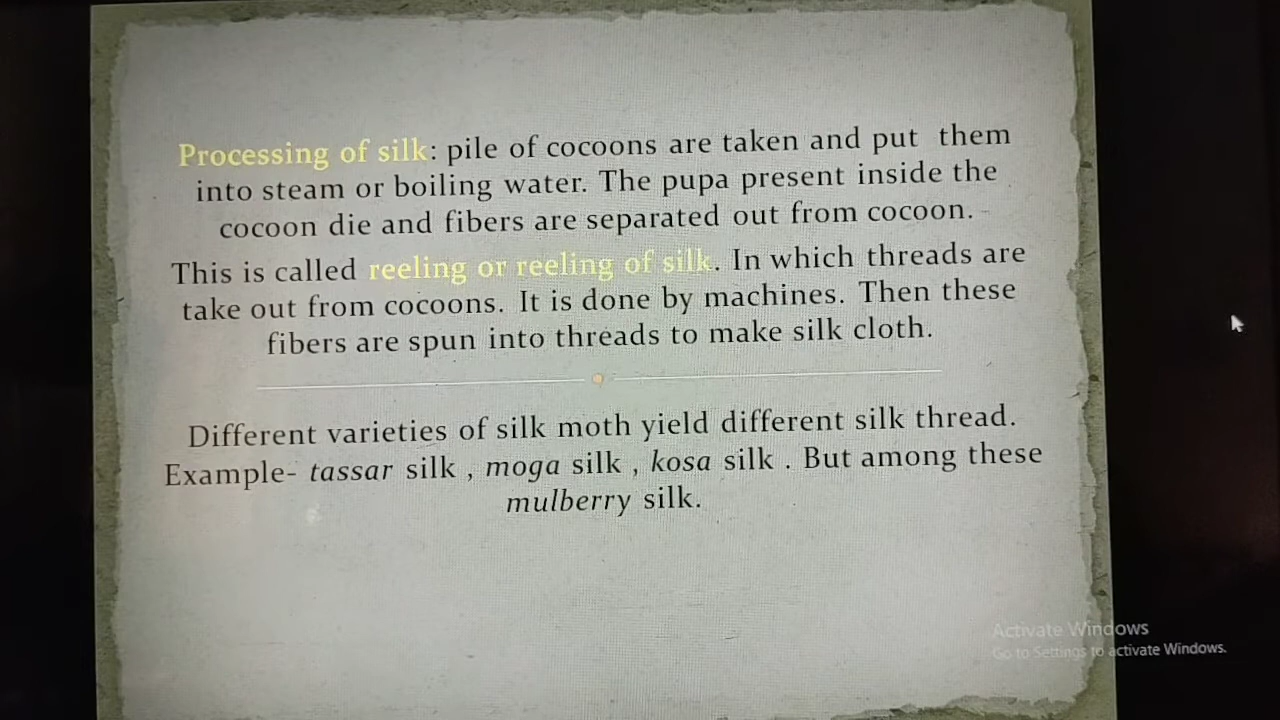 Processing of silk: pile of cocoons are taken and put them
into steam or boiling water. The pupa present inside the
cocoon die and fibers are separated out from cocoon.
This is called reeling or reeling of silk. In which threads are
take out from cocoons. It is done by machines. Then these
fibers are spun into threads to make silk cloth.
Different varieties of silk moth yield different silk thread.
Example- tassar silk , moga silk , kosa silk . But among these
mulberry silk.
Activate Windows
Go to Settings to activate Windows.